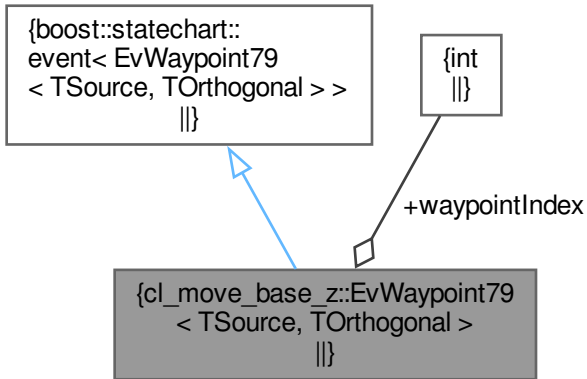 {boost::statechart::
event< EvWaypoint79
< TSource, TOrthogonal > >
||}
{int
||}
+waypointIndex
{cl_move_base_z::EvWaypoint79
< TSource, TOrthogonal >
||}